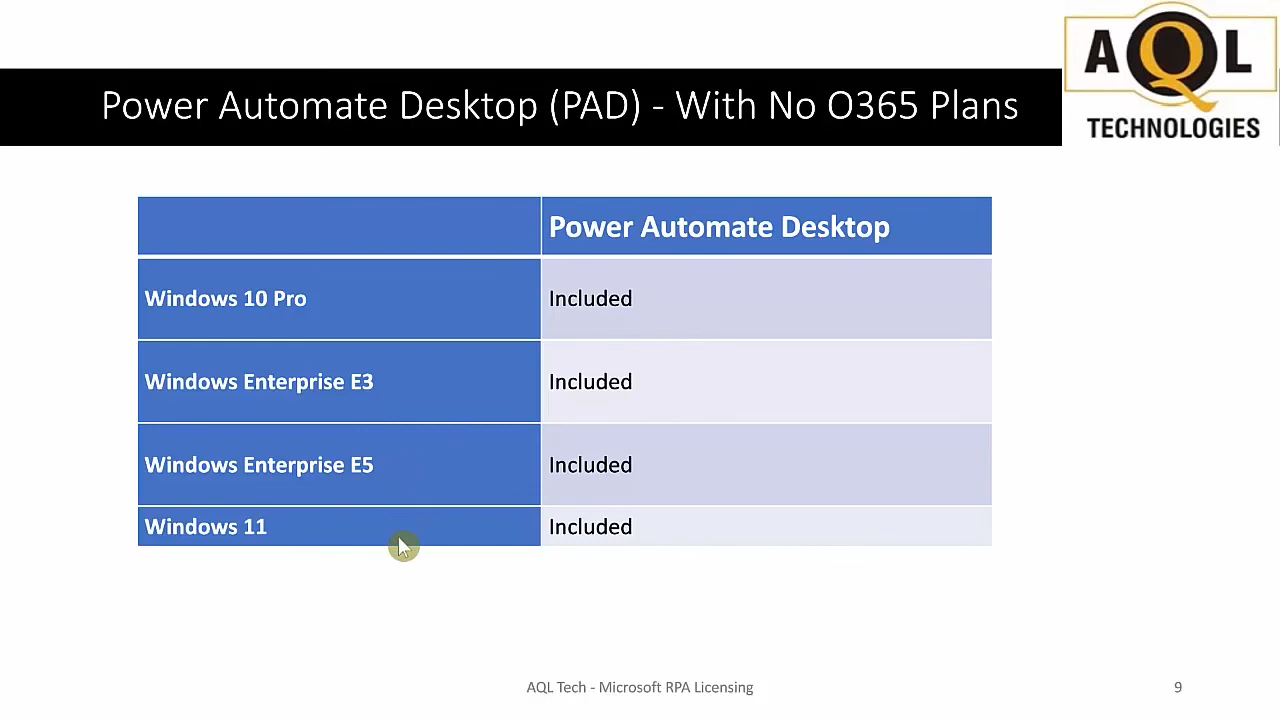 AQL
TECHNOLOGIES
Power Automate Desktop (PAD) - With No O365 Plans
Power Automate Desktop
Windows 10 Pro Included
Windows Enterprise E3 Included
Windows Enterprise E5 Included
Windows 11 Included
AQL Tech - Microsoft RPA Licensing 9